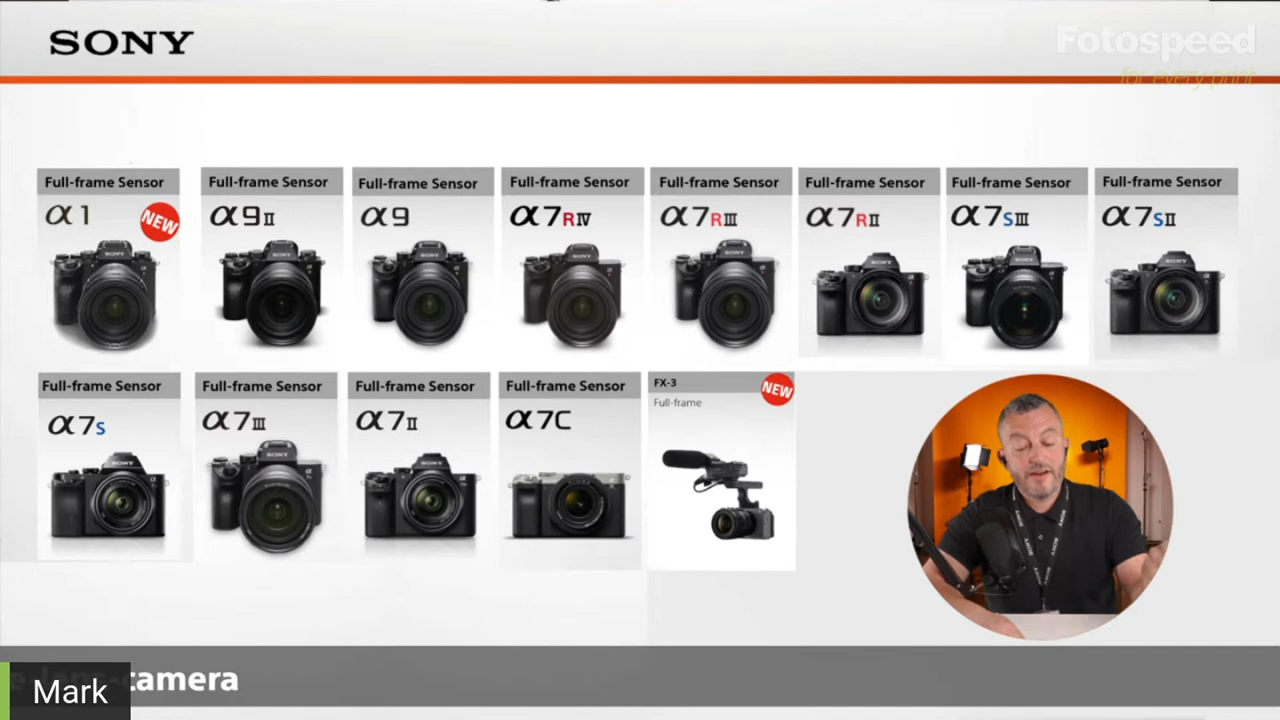 SONY
Fotospeed
for every print
Full-frame Sensor
α1
NEW
Full-frame Sensor
α9II
Full-frame Sensor
α9
Full-frame Sensor
α7RIV
Full-frame Sensor
α7RIII
Full-frame Sensor
α7RII
Full-frame Sensor
α7SIII
Full-frame Sensor
α7SII
Full-frame Sensor
α7S
Full-frame Sensor
α7III
Full-frame Sensor
α7II
Full-frame Sensor
α7C
FX-3
NEW
Full-frame
camera
Mark